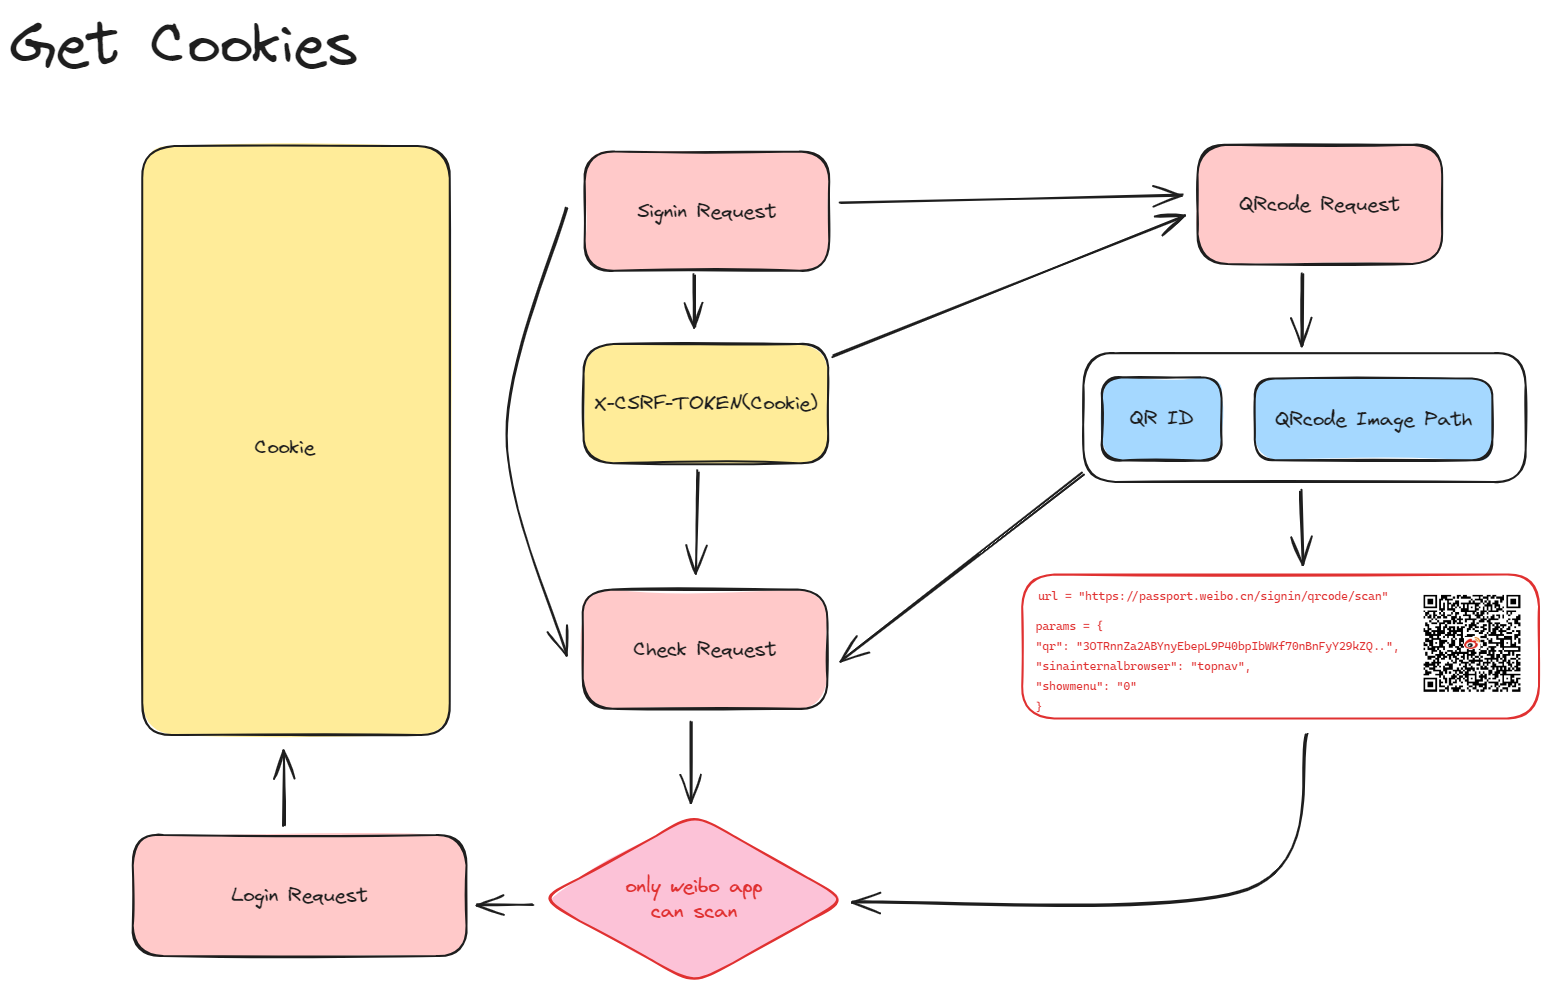 Get Cookies
Signin Request
QRcode Request
X-CSRF-TOKEN(Cookie)
QR ID
QRcode Image Path
Cookie
url = "https://passport.weibo.cn/signin/qrcode/scan"
params = {
"qr": "3OTRnnZa2ABYnyEbepL9P40bpIbWKf70nBnFyY29kZQ..",
"sinainternalbrowser": "topnav",
"showmenu": "0"
}
Check Request
only weibo app
can scan
Login Request